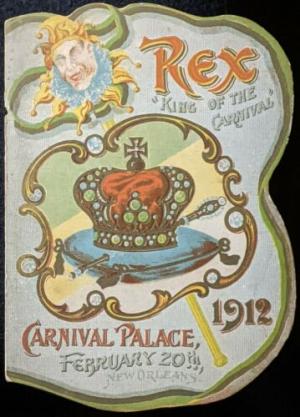 REX
"KING OF THE
CARNIVAL"
1912
CARNIVAL PALACE,
FEBRUARY 20th,
NEW ORLEANS.